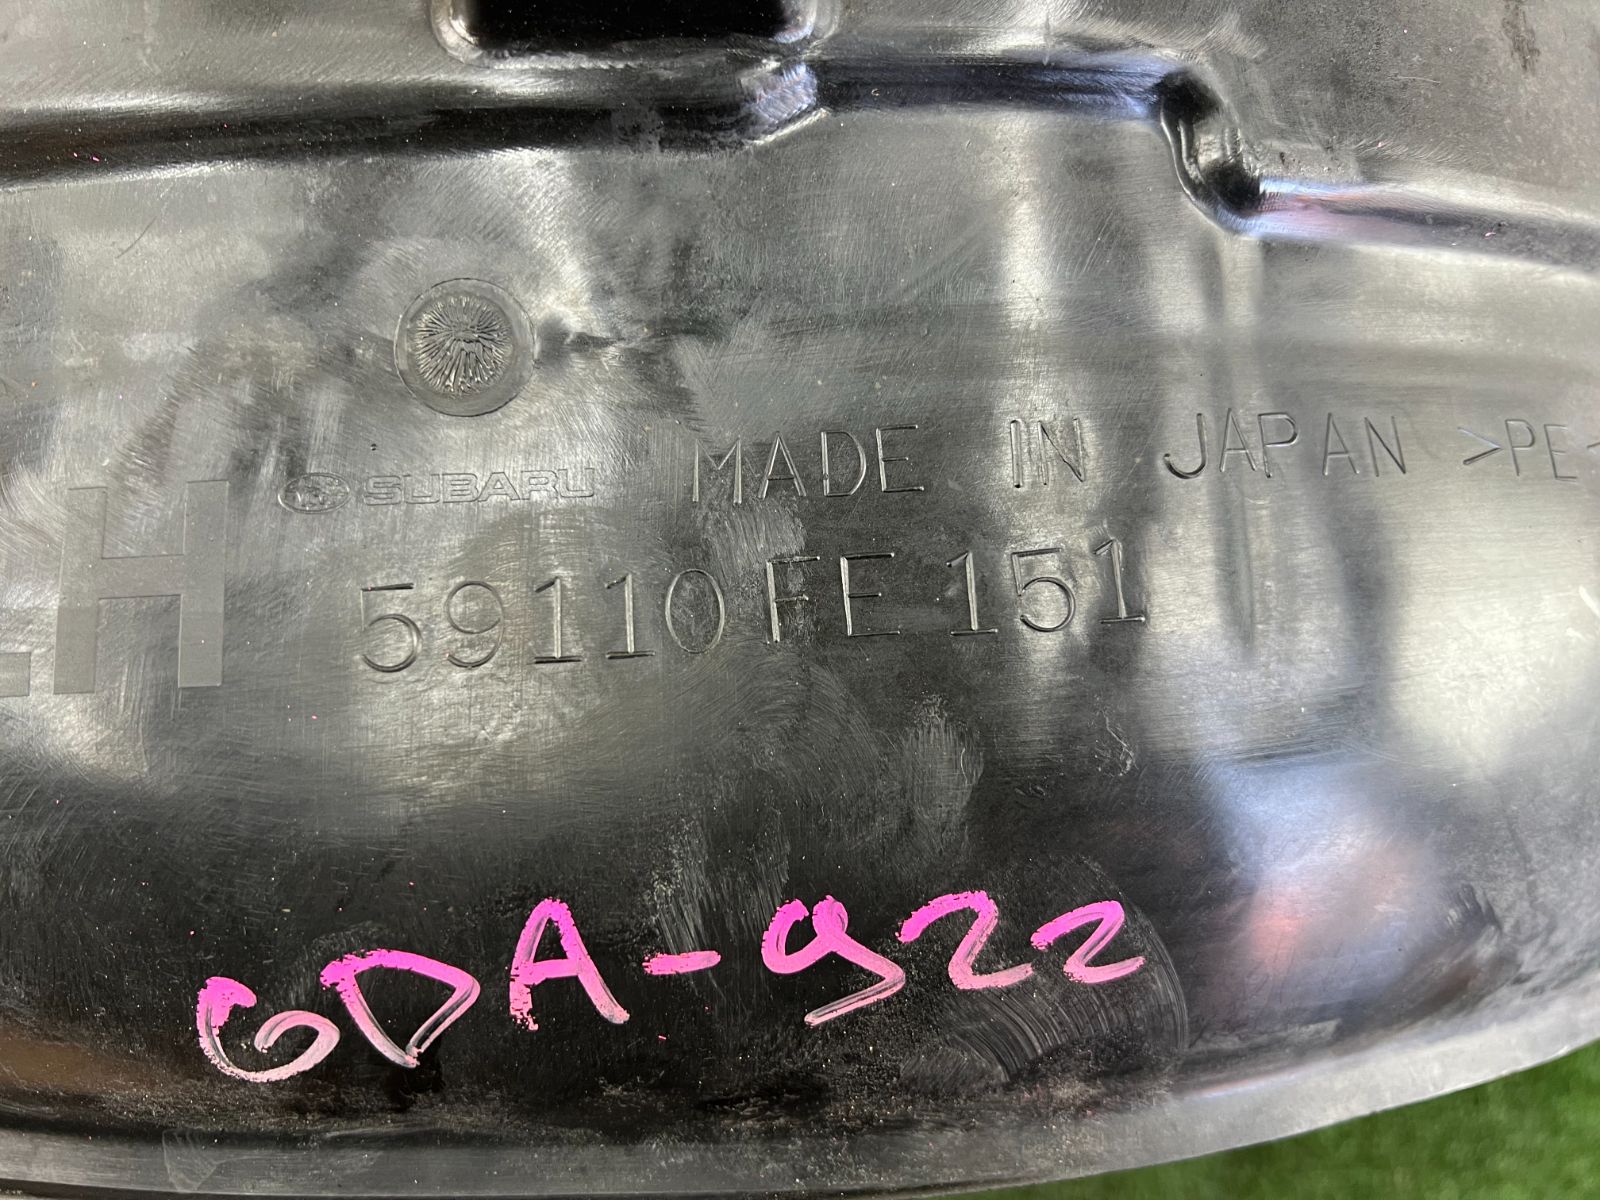 SUBARU MADE IN JAPAN >PE<
LH 59110FE151
GDA-922